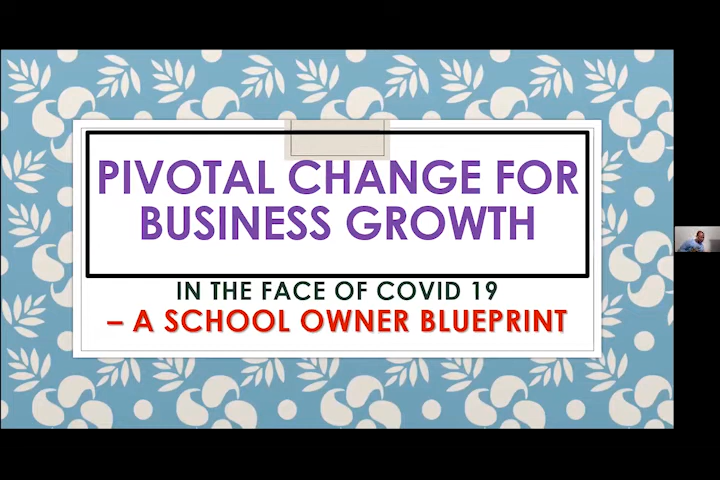 PIVOTAL CHANGE FOR
BUSINESS GROWTH
IN THE FACE OF COVID 19
– A SCHOOL OWNER BLUEPRINT